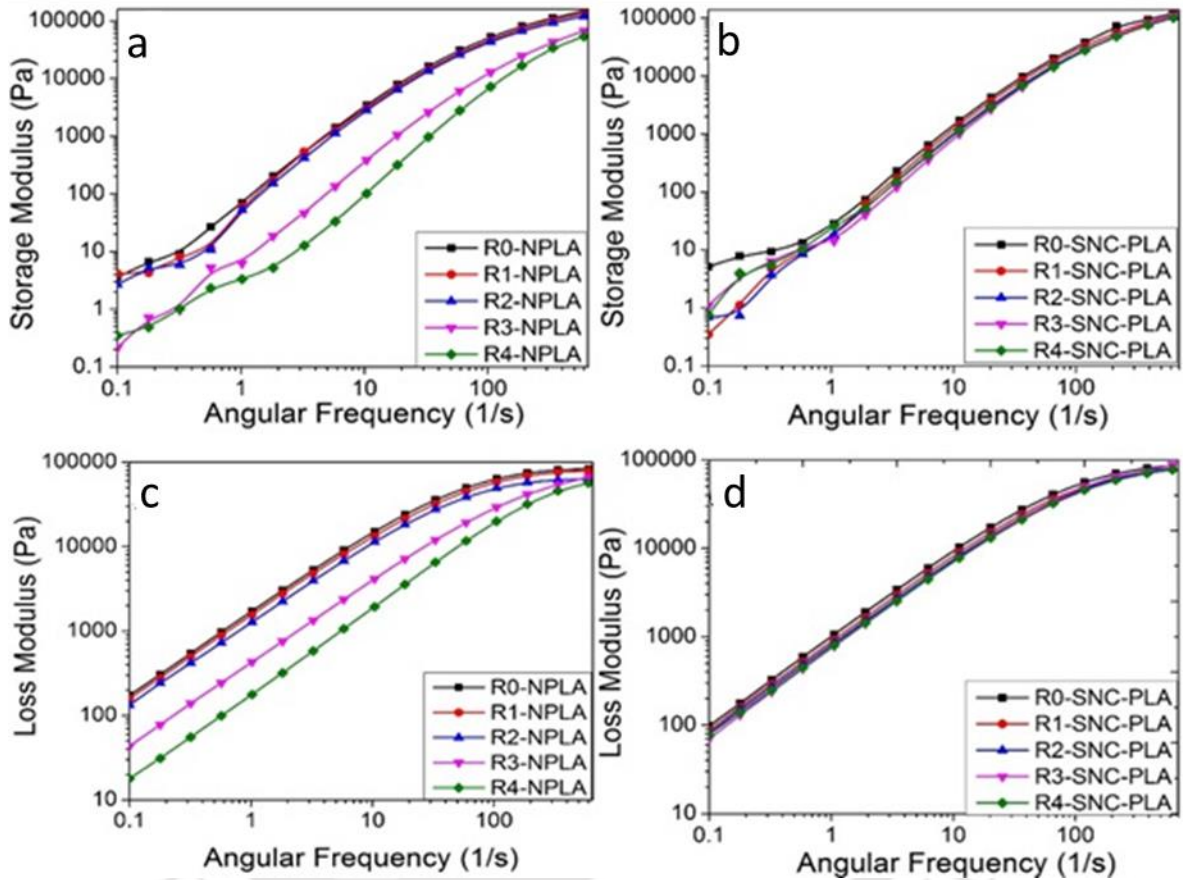 a
Storage Modulus (Pa)
100000
10000
1000
100
10
1
0.1
0.1
1
10
100
Angular Frequency (1/s)
R0-NPLA
R1-NPLA
R2-NPLA
R3-NPLA
R4-NPLA
b
Storage Modulus (Pa)
100000
10000
1000
100
10
1
0.1
0.1
1
10
100
Angular Frequency (1/s)
R0-SNC-PLA
R1-SNC-PLA
R2-SNC-PLA
R3-SNC-PLA
R4-SNC-PLA
c
Loss Modulus (Pa)
100000
10000
1000
100
10
0.1
1
10
100
Angular Frequency (1/s)
R0-NPLA
R1-NPLA
R2-NPLA
R3-NPLA
R4-NPLA
d
Loss Modulus (Pa)
100000
10000
1000
100
10
0.1
1
10
100
Angular Frequency (1/s)
R0-SNC-PLA
R1-SNC-PLA
R2-SNC-PLA
R3-SNC-PLA
R4-SNC-PLA